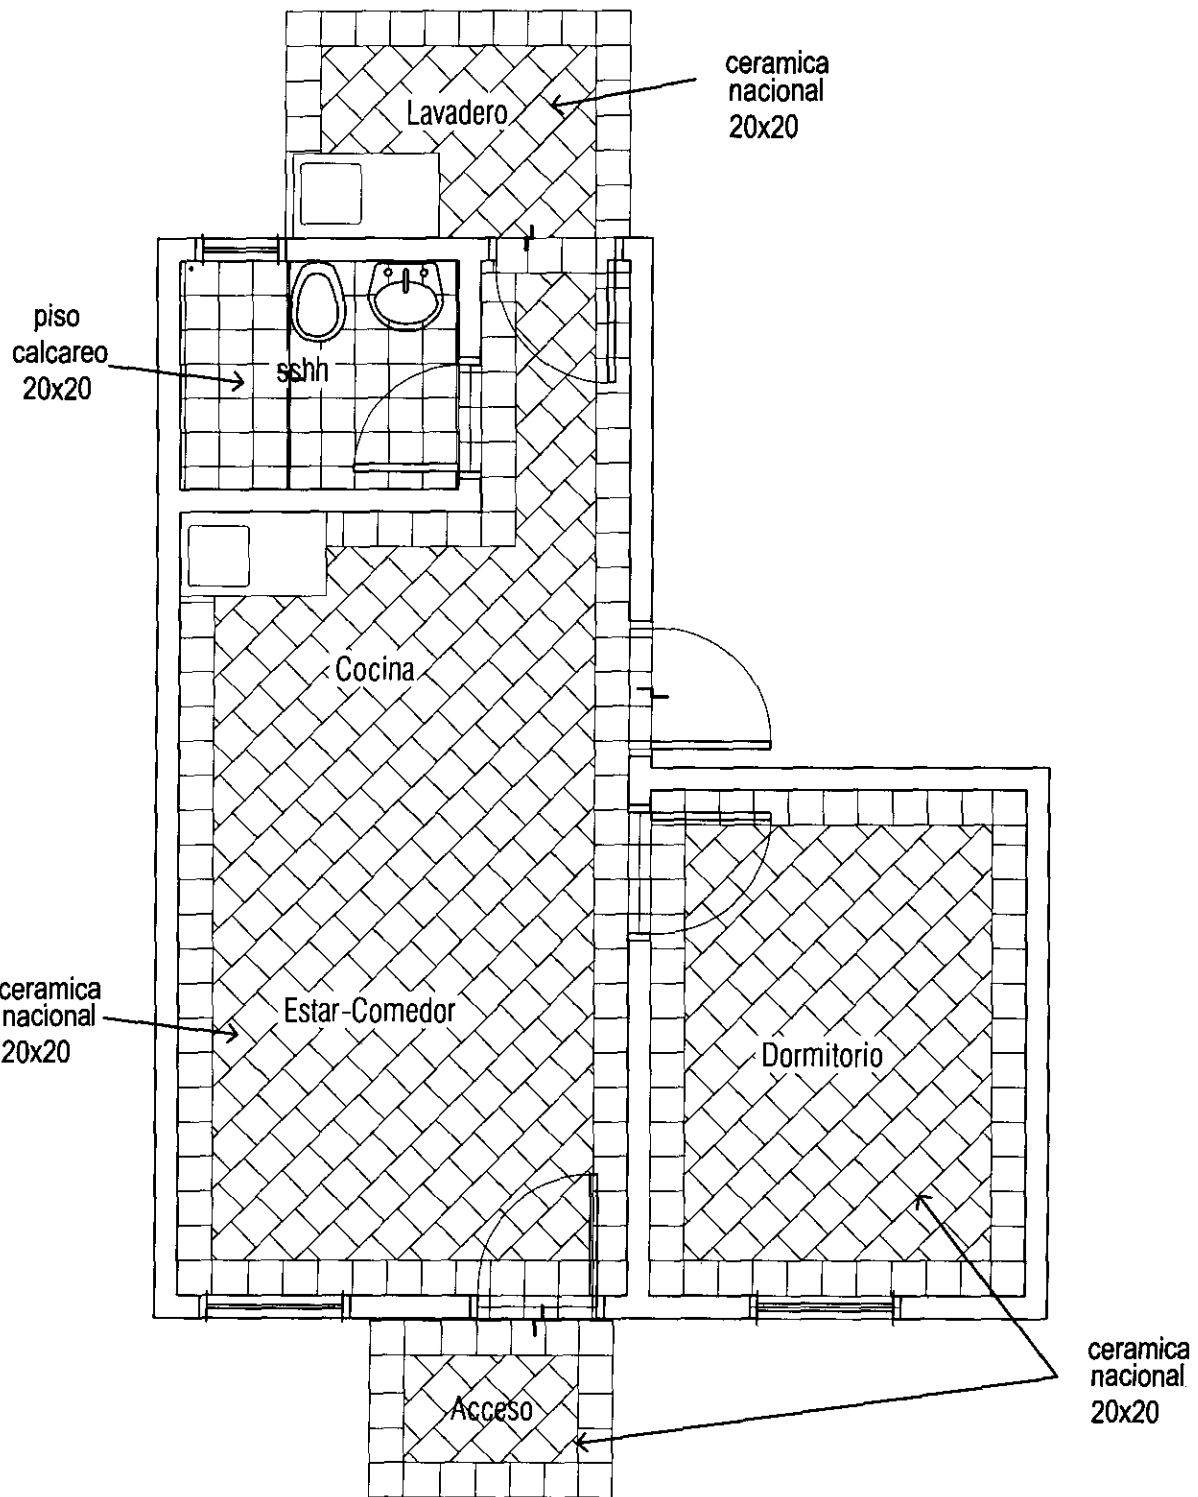 ceramica
nacional
20x20
Lavadero
piso
calcareo
20x20
sshh
Cocina
ceramica
nacional
20x20
Estar-Comedor
Dormitorio
ceramica
nacional
20x20
Acceso